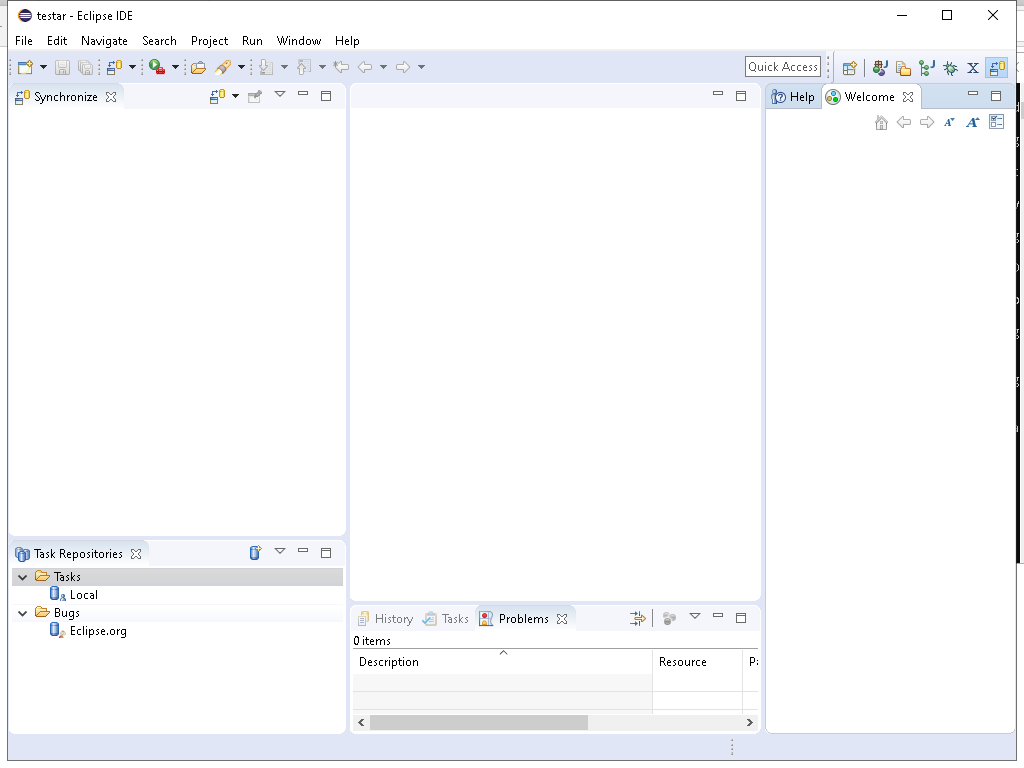 testar - Eclipse IDE
File Edit Navigate Search Project Run Window Help
Quick Access
Synchronize
Help Welcome
Task Repositories
Tasks
Local
Bugs
Eclipse.org
History Tasks Problems
0 items
Description Resource